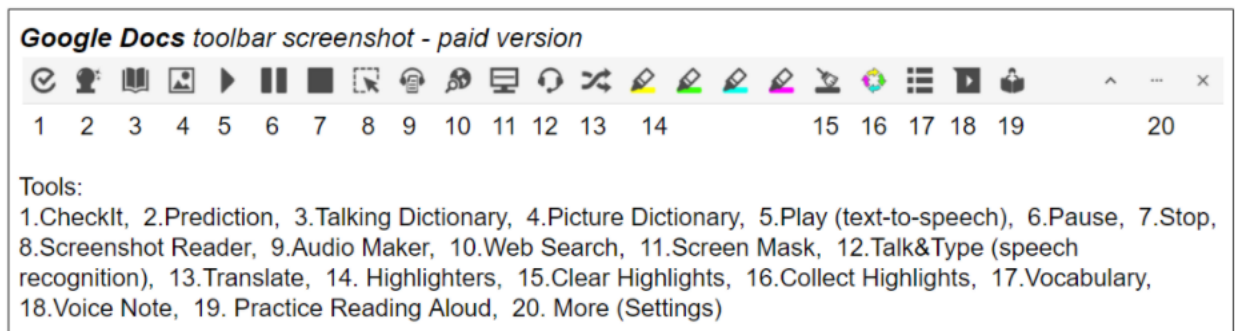 Google Docs toolbar screenshot - paid version
1 2 3 4 5 6 7 8 9 10 11 12 13 14 15 16 17 18 19 20
Tools:
1.CheckIt, 2.Prediction, 3.Talking Dictionary, 4.Picture Dictionary, 5.Play (text-to-speech), 6.Pause, 7.Stop,
8.Screenshot Reader, 9.Audio Maker, 10.Web Search, 11.Screen Mask, 12.Talk&Type (speech
recognition), 13.Translate, 14. Highlighters, 15.Clear Highlights, 16.Collect Highlights, 17.Vocabulary,
18.Voice Note, 19. Practice Reading Aloud, 20. More (Settings)